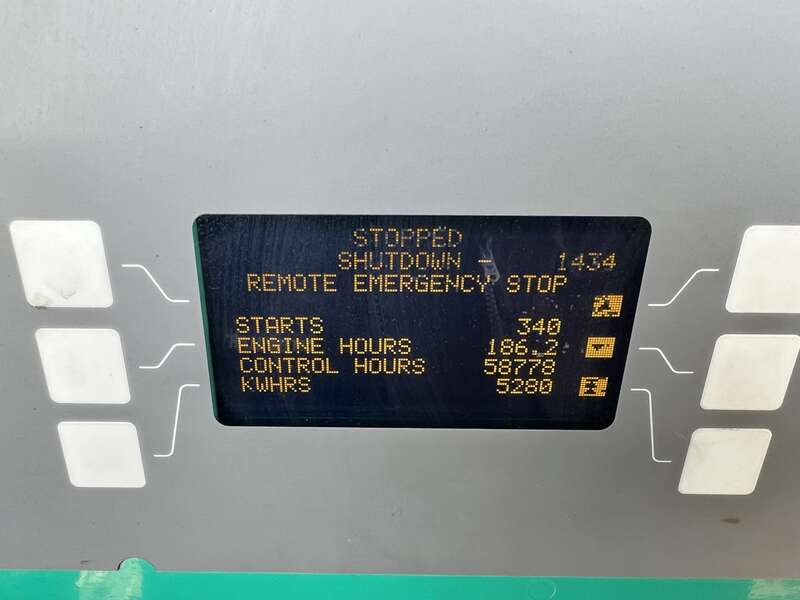 STOPPED
SHUTDOWN - 1434
REMOTE EMERGENCY STOP
STARTS 340
ENGINE HOURS 186.2
CONTROL HOURS 58778
KWHRS 5280